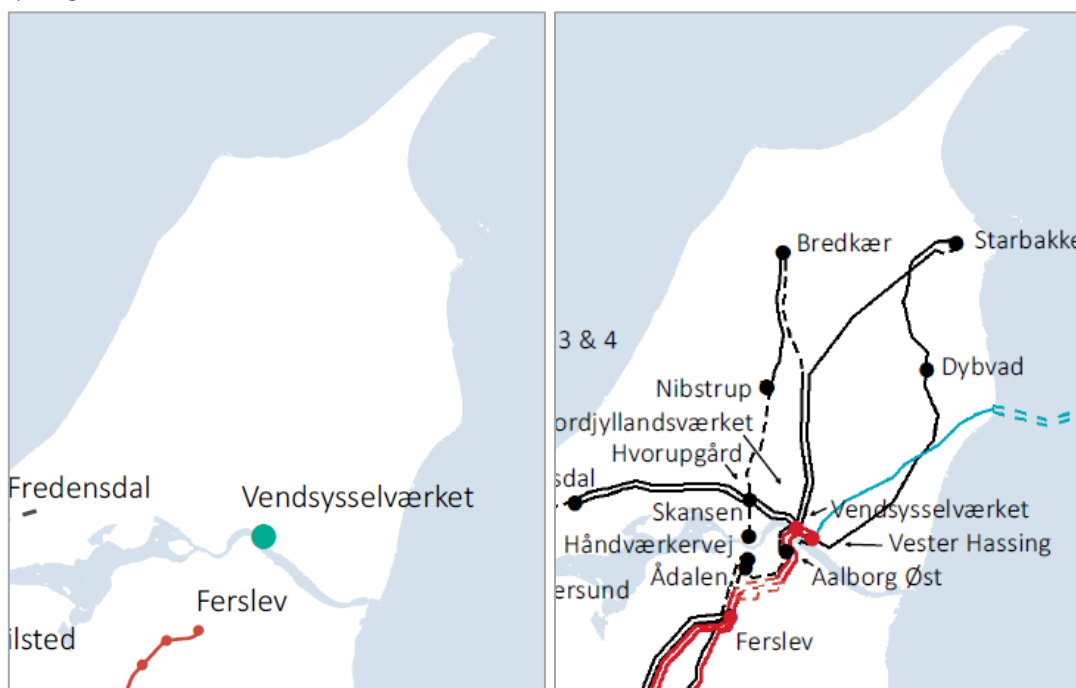 Fredensdal
Vendsysselværket
Ferslev
ilsted
Bredkær
Starbakke
3 & 4
Dybvad
Nibstrup
ordjyllandsværket
Hvorupgård
sdal
Vendsysselværket
Skansen
Håndværkervej
Vester Hassing
Ådalen
Aalborg Øst
ersund
Ferslev